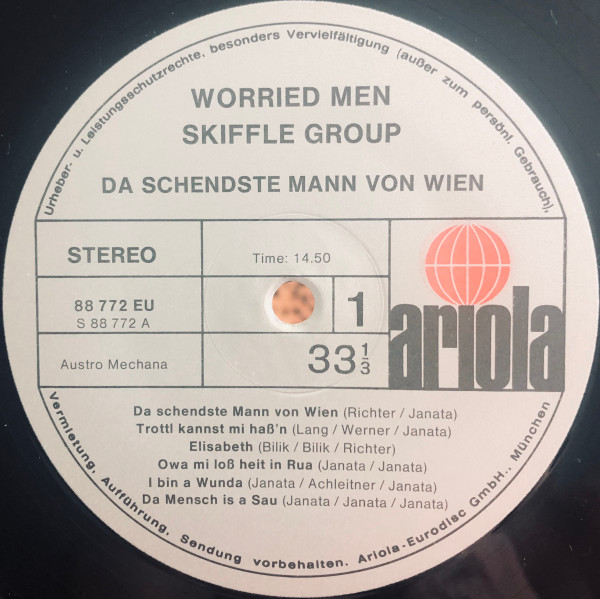 Urheber- u. Leistungsschutzrechte, besonders Vervielfältigung (außer zum persönl. Gebrauch),
WORRIED MEN
SKIFFLE GROUP
DA SCHENDSTE MANN VON WIEN
STEREO
Time: 14.50
88 772 EU
S 88 772 A
1
ariola
Austro Mechana
33 1/3
Da schendste Mann von Wien (Richter / Janata)
Trottl kannst mi haß'n (Lang / Werner / Janata)
Elisabeth (Bilik / Bilik / Richter)
Owa mi loß heit in Rua (Janata / Janata)
I bin a Wunda (Janata / Achleitner / Janata)
Da Mensch is a Sau (Janata / Janata / Janata)
Vermietung, Aufführung, Sendung vorbehalten. Ariola-Eurodisc GmbH., München